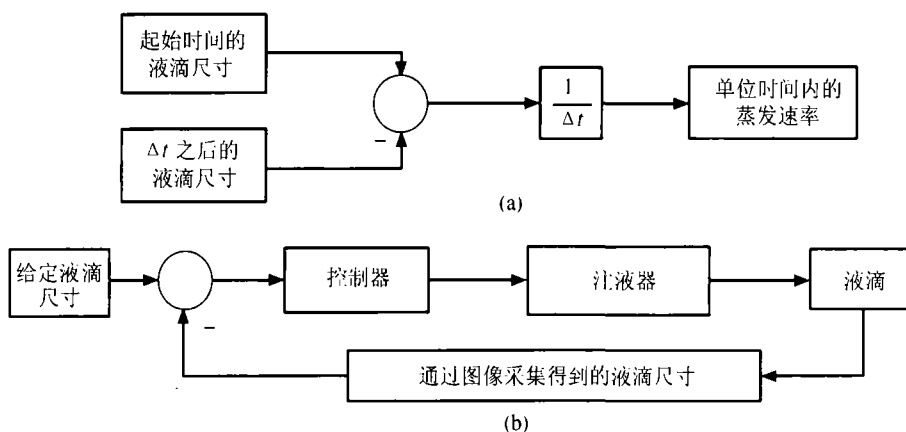 起始时间的
液滴尺寸
Δt 之后的
液滴尺寸
−
1
Δt
单位时间内的
蒸发速率
(a)
给定液滴
尺寸
−
控制器
注液器
液滴
通过图像采集得到的液滴尺寸
(b)